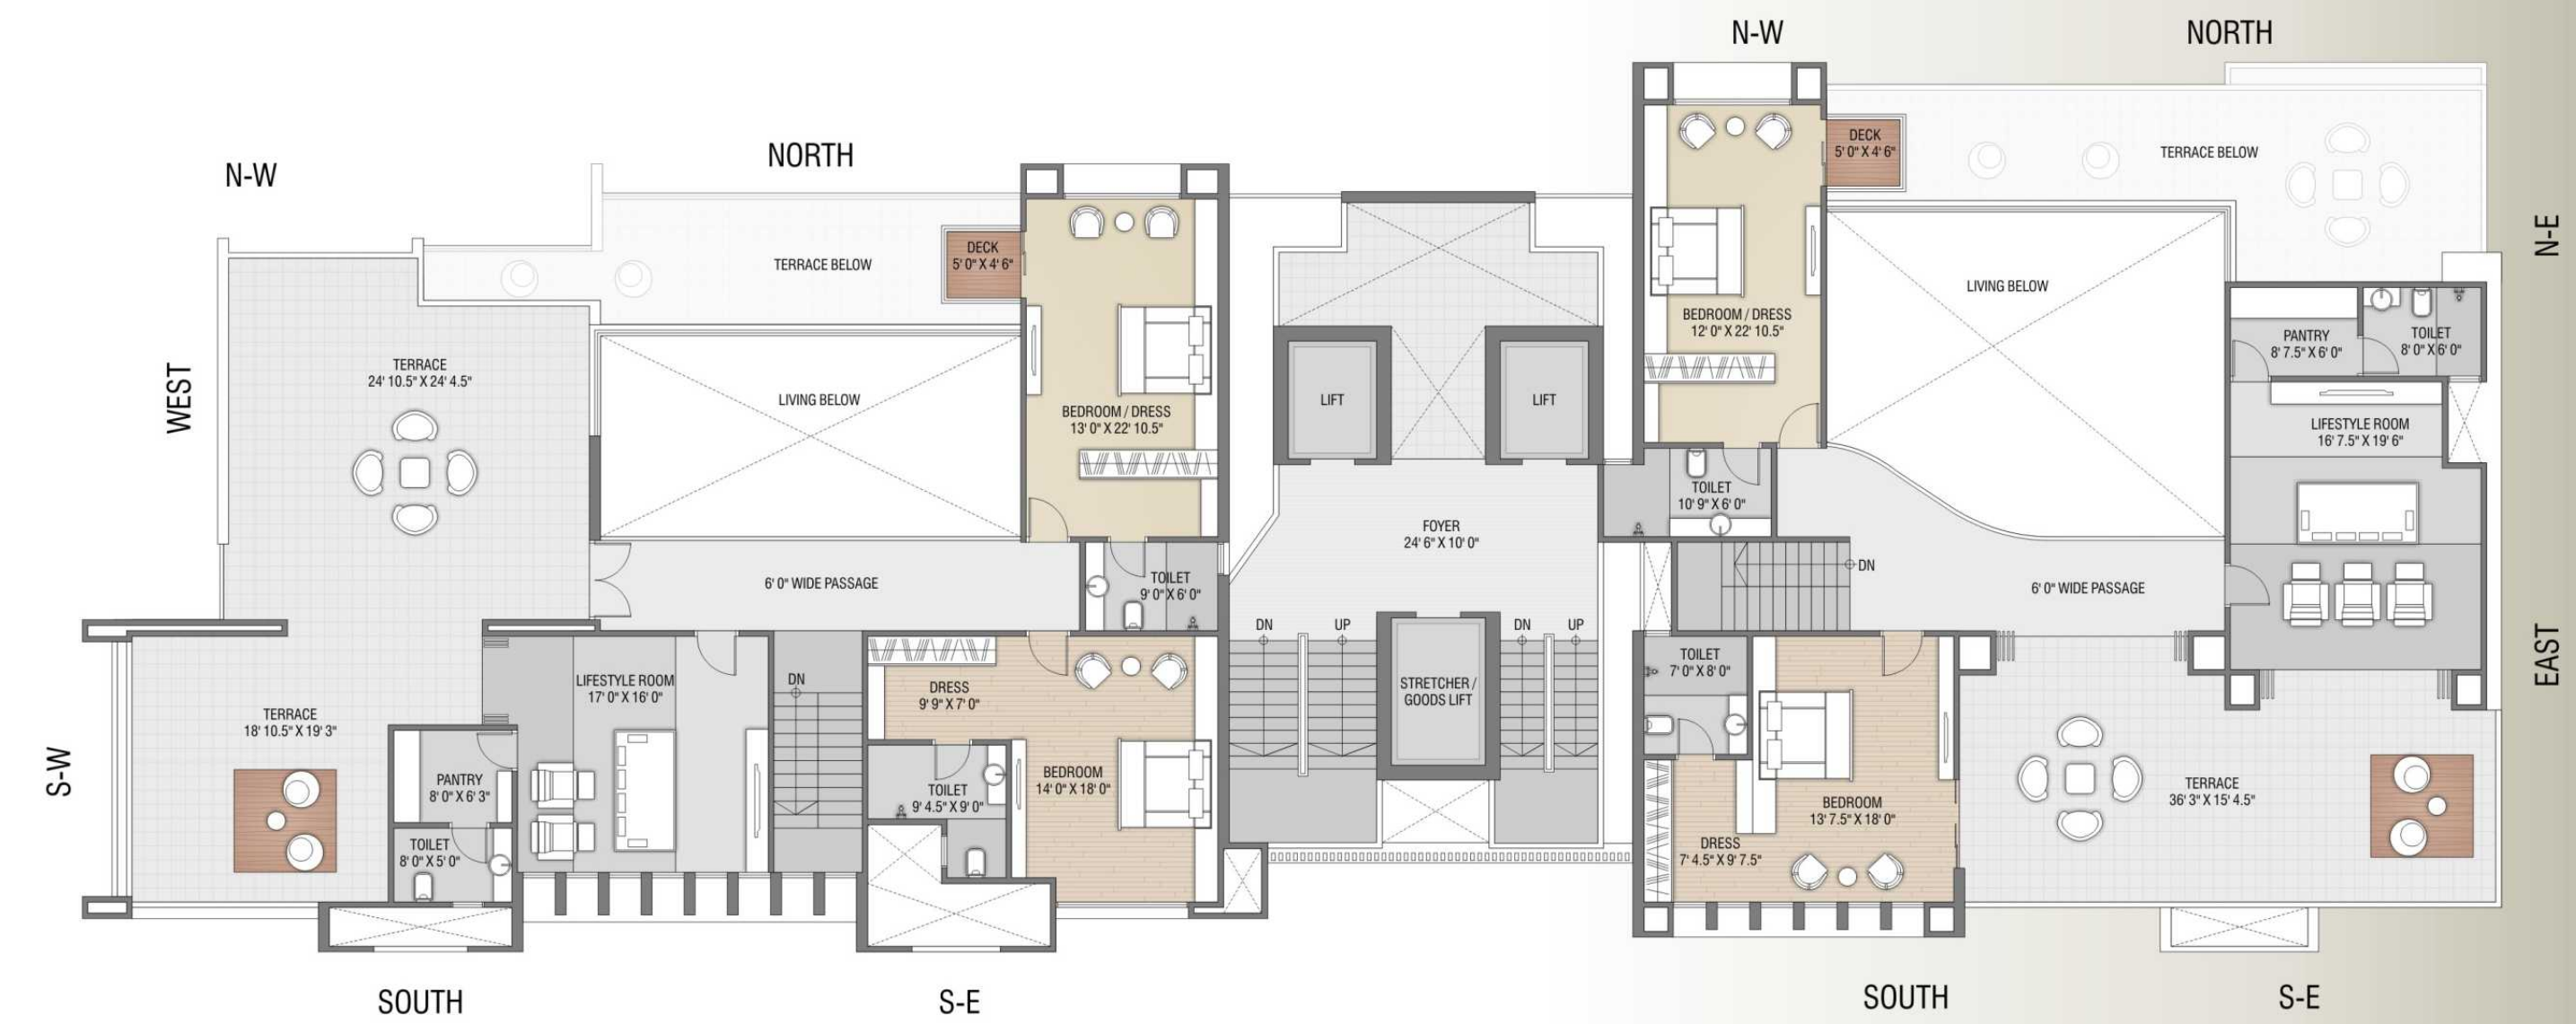 N-W
NORTH
N-W
NORTH
WEST
S-W
SOUTH
S-E
N-E
EAST
SOUTH
S-E
TERRACE
24' 10.5" X 24' 4.5"
TERRACE BELOW
DECK
5' 0" X 4' 6"
LIVING BELOW
BEDROOM / DRESS
13' 0" X 22' 10.5"
6' 0" WIDE PASSAGE
TOILET
9' 0" X 6' 0"
TERRACE
18' 10.5" X 19' 3"
LIFESTYLE ROOM
17' 0" X 16' 0"
PANTRY
8' 0" X 6' 3"
TOILET
8' 0" X 5' 0"
DN
DRESS
9' 9" X 7' 0"
TOILET
9' 4.5" X 9' 0"
BEDROOM
14' 0" X 18' 0"
LIFT
LIFT
FOYER
24' 6" X 10' 0"
DN
UP
DN
UP
STRETCHER /
GOODS LIFT
DECK
5' 0" X 4' 6"
TERRACE BELOW
BEDROOM / DRESS
12' 0" X 22' 10.5"
LIVING BELOW
PANTRY
8' 7.5" X 6' 0"
TOILET
8' 0" X 6' 0"
LIFESTYLE ROOM
16' 7.5" X 19' 6"
TOILET
10' 9" X 6' 0"
DN
6' 0" WIDE PASSAGE
TOILET
7' 0" X 8' 0"
BEDROOM
13' 7.5" X 18' 0"
DRESS
7' 4.5" X 9' 7.5"
TERRACE
36' 3" X 15' 4.5"